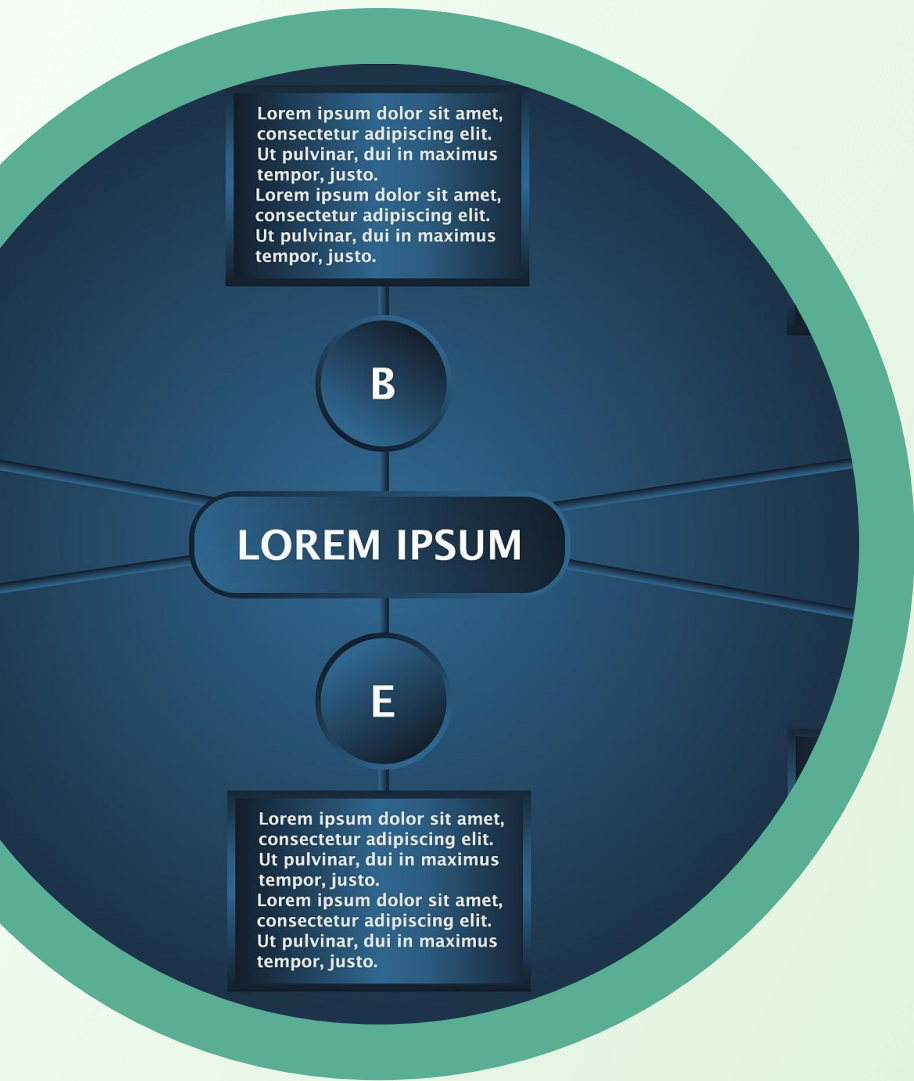 Lorem ipsum dolor sit amet,
consectetur adipiscing elit.
Ut pulvinar, dui in maximus
tempor, justo.
Lorem ipsum dolor sit amet,
consectetur adipiscing elit.
Ut pulvinar, dui in maximus
tempor, justo.
B
LOREM IPSUM
E
Lorem ipsum dolor sit amet,
consectetur adipiscing elit.
Ut pulvinar, dui in maximus
tempor, justo.
Lorem ipsum dolor sit amet,
consectetur adipiscing elit.
Ut pulvinar, dui in maximus
tempor, justo.